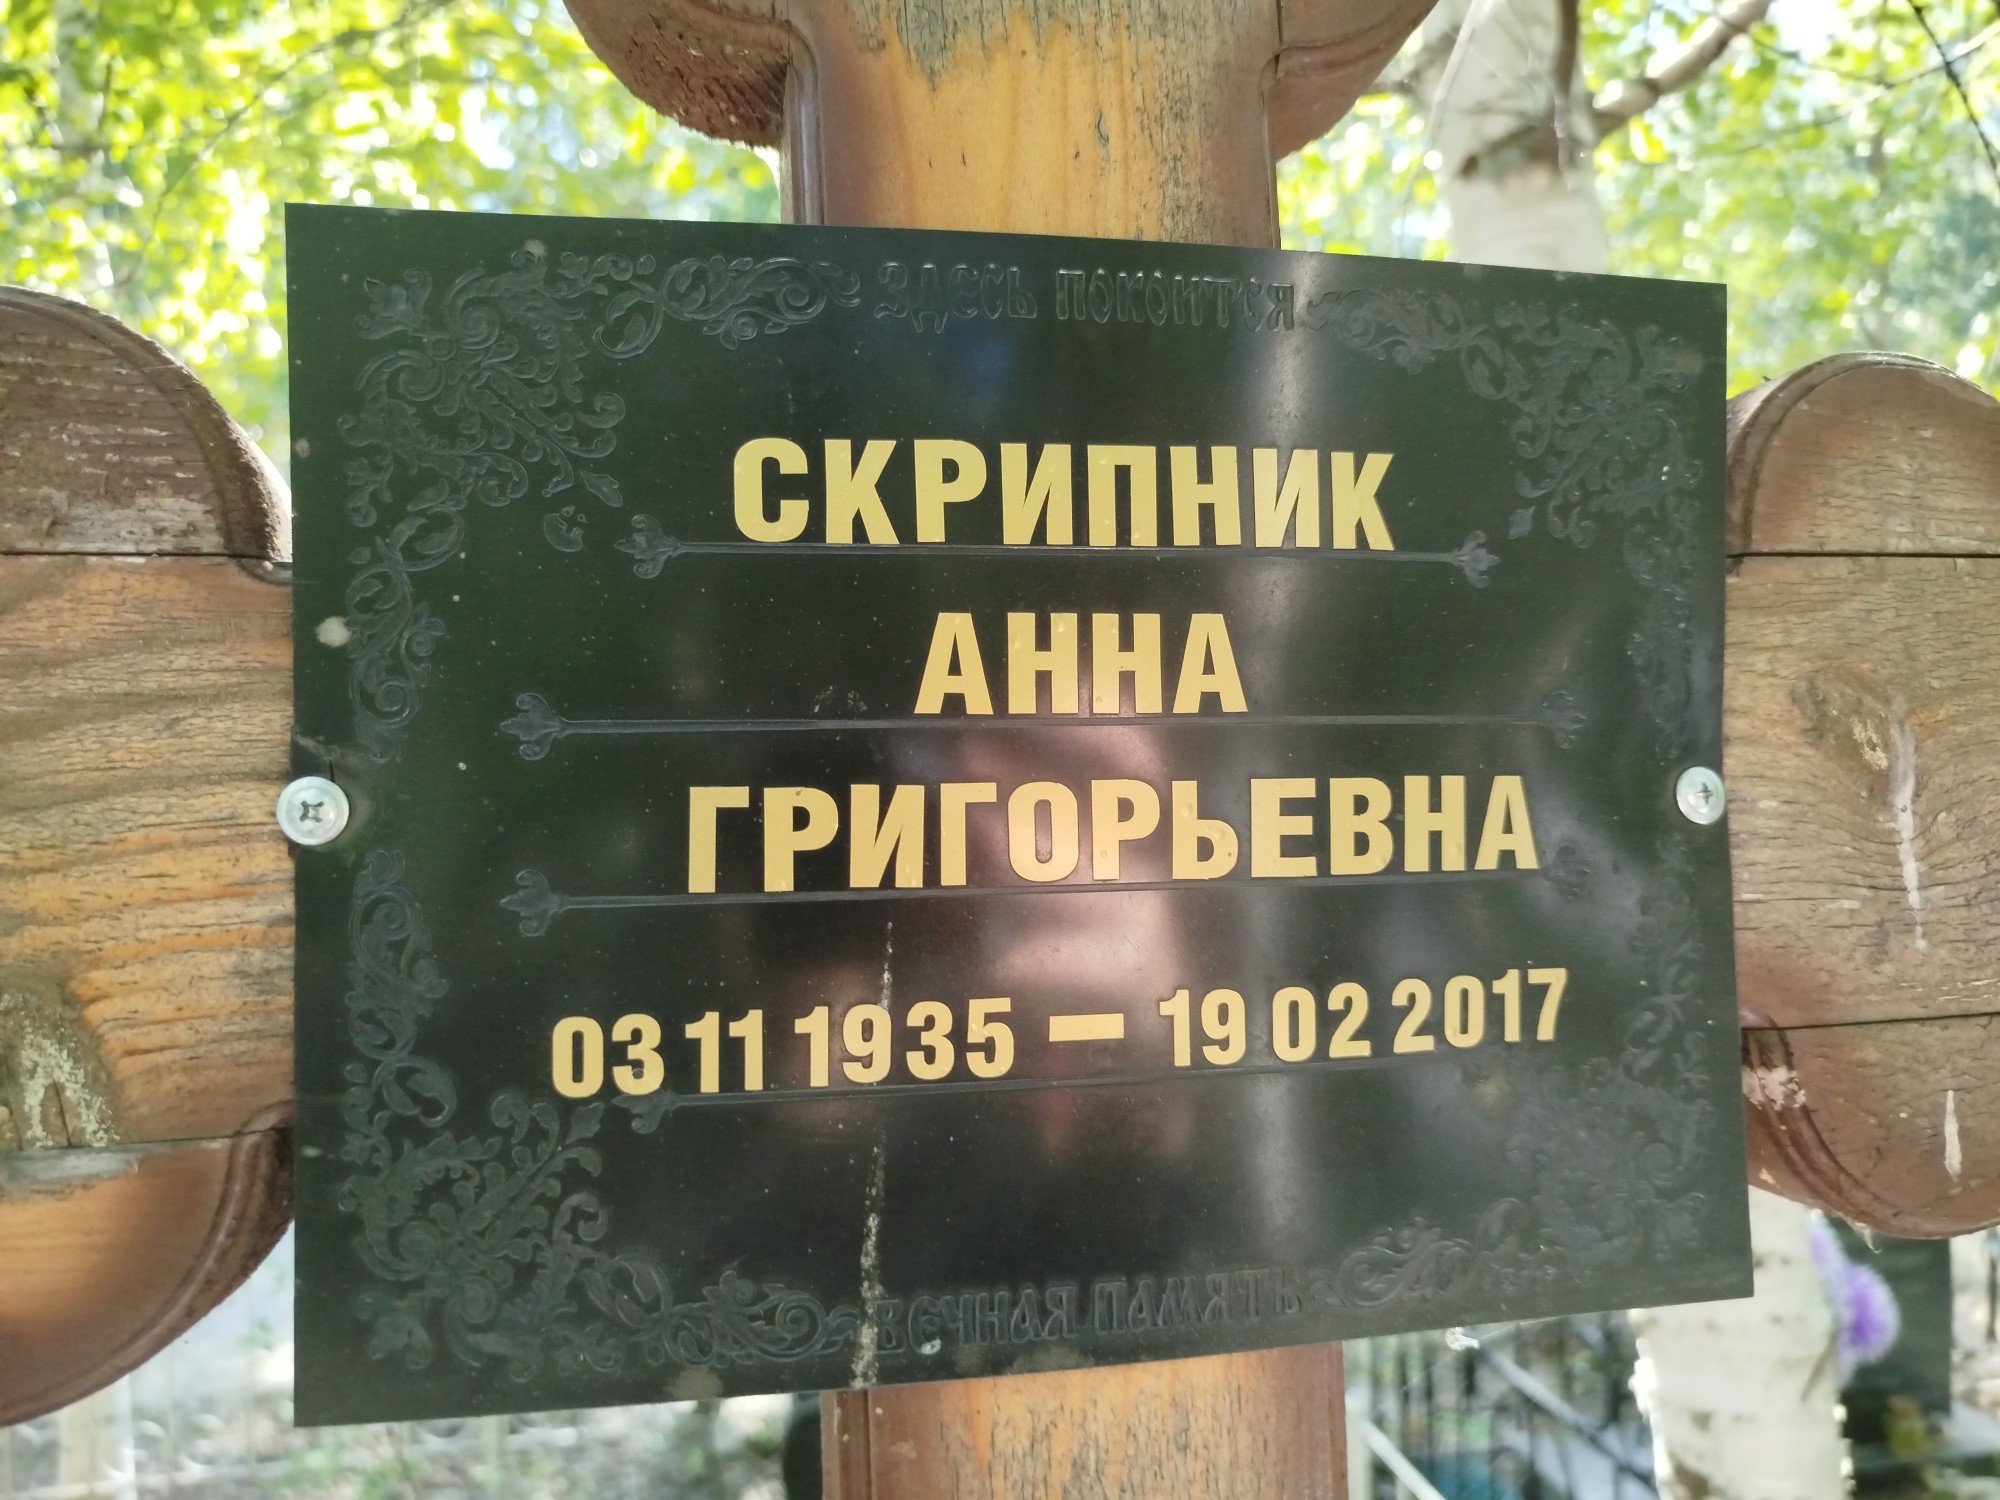 ЗДЕСЬ ПОКОИТСЯ
СКРИПНИК
АННА
ГРИГОРЬЕВНА
03 11 1935 – 19 02 2017
ВЕЧНАЯ ПАМЯТЬ